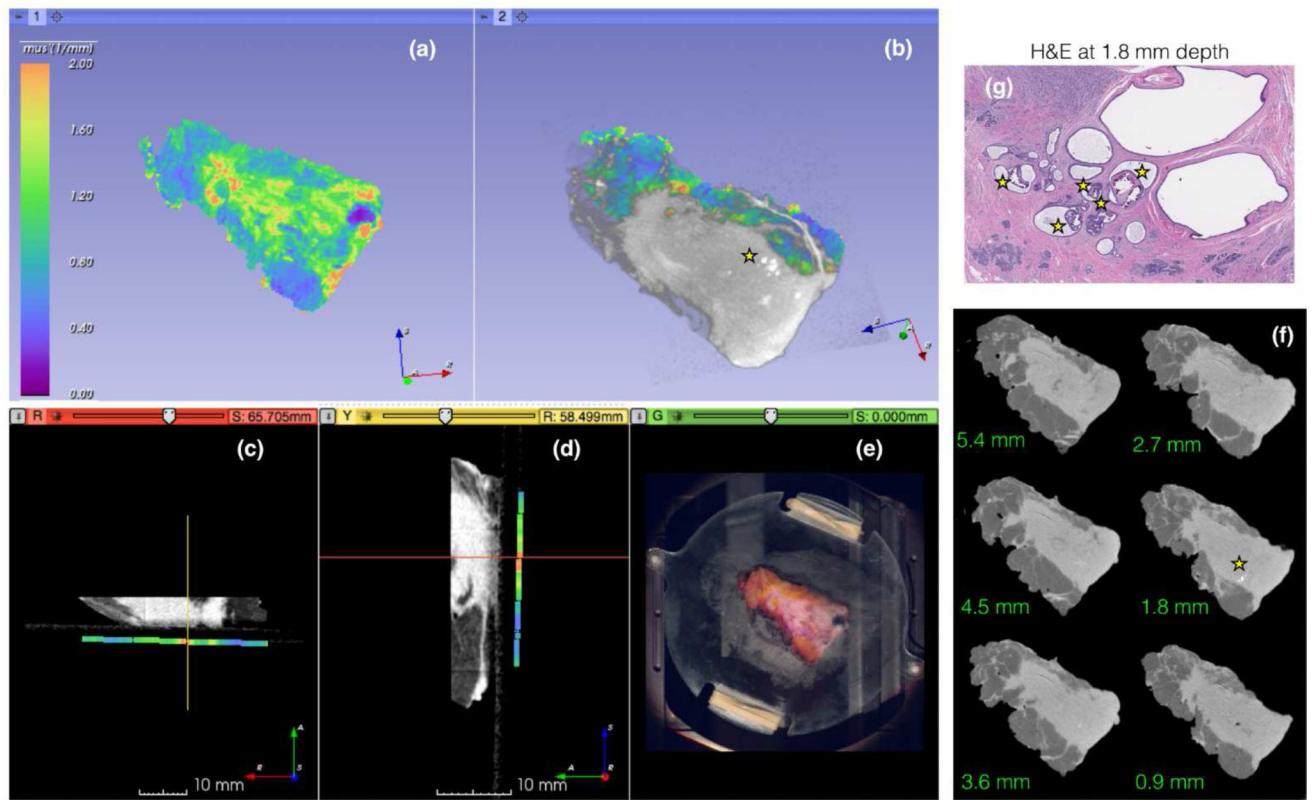 1
2
(a)
(b)
mus'(1/mm)
2.00
1.60
1.20
0.80
0.40
0.00
S
R
A
S
A
R
H&E at 1.8 mm depth
(g)
R
S: 65.705mm
Y
R: 58.499mm
G
S: 0.000mm
(c)
(d)
(e)
A
R
S
10 mm
S
A
R
10 mm
(f)
5.4 mm
2.7 mm
4.5 mm
1.8 mm
3.6 mm
0.9 mm